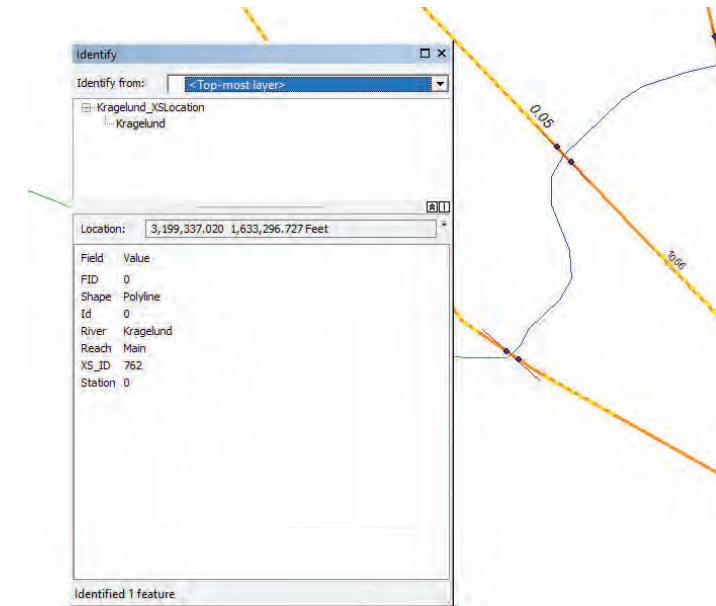 Identify
Identify from: <Top-most layer>
Kragelund_XSLocation
Kragelund
Location: 3,199,337.020 1,633,296.727 Feet
Field Value
FID 0
Shape Polyline
Id 0
River Kragelund
Reach Main
XS_ID 762
Station 0
Identified 1 feature
0.05